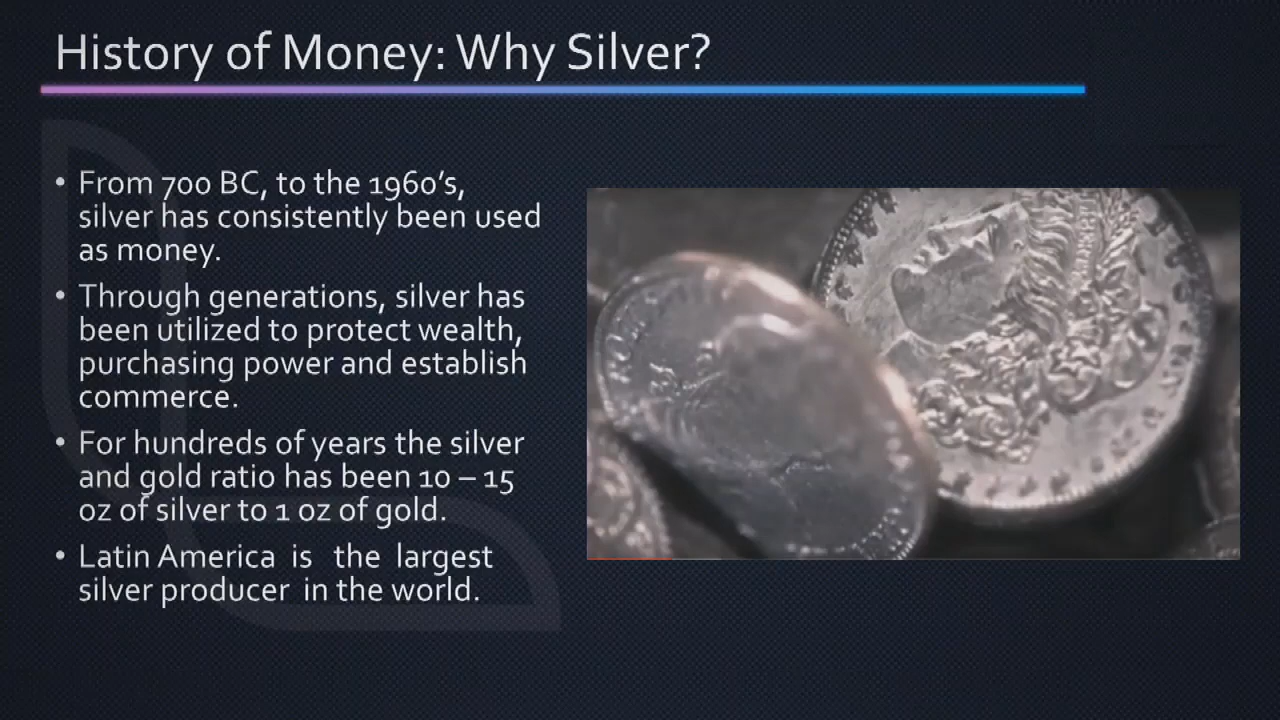 History of Money: Why Silver?
• From 700 BC, to the 1960’s,
silver has consistently been used
as money.
• Through generations, silver has
been utilized to protect wealth,
purchasing power and establish
commerce.
• For hundreds of years the silver
and gold ratio has been 10 – 15
oz of silver to 1 oz of gold.
• Latin America is the largest
silver producer in the world.